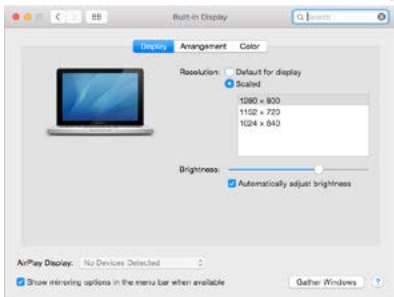 Built-in Display
Search
Display
Arrangement
Color
Resolution:
Default for display
Scaled
1280 × 800
1152 × 720
1024 × 640
Brightness:
Automatically adjust brightness
AirPlay Display:
No Devices Detected
Show mirroring options in the menu bar when available
Gather Windows
?